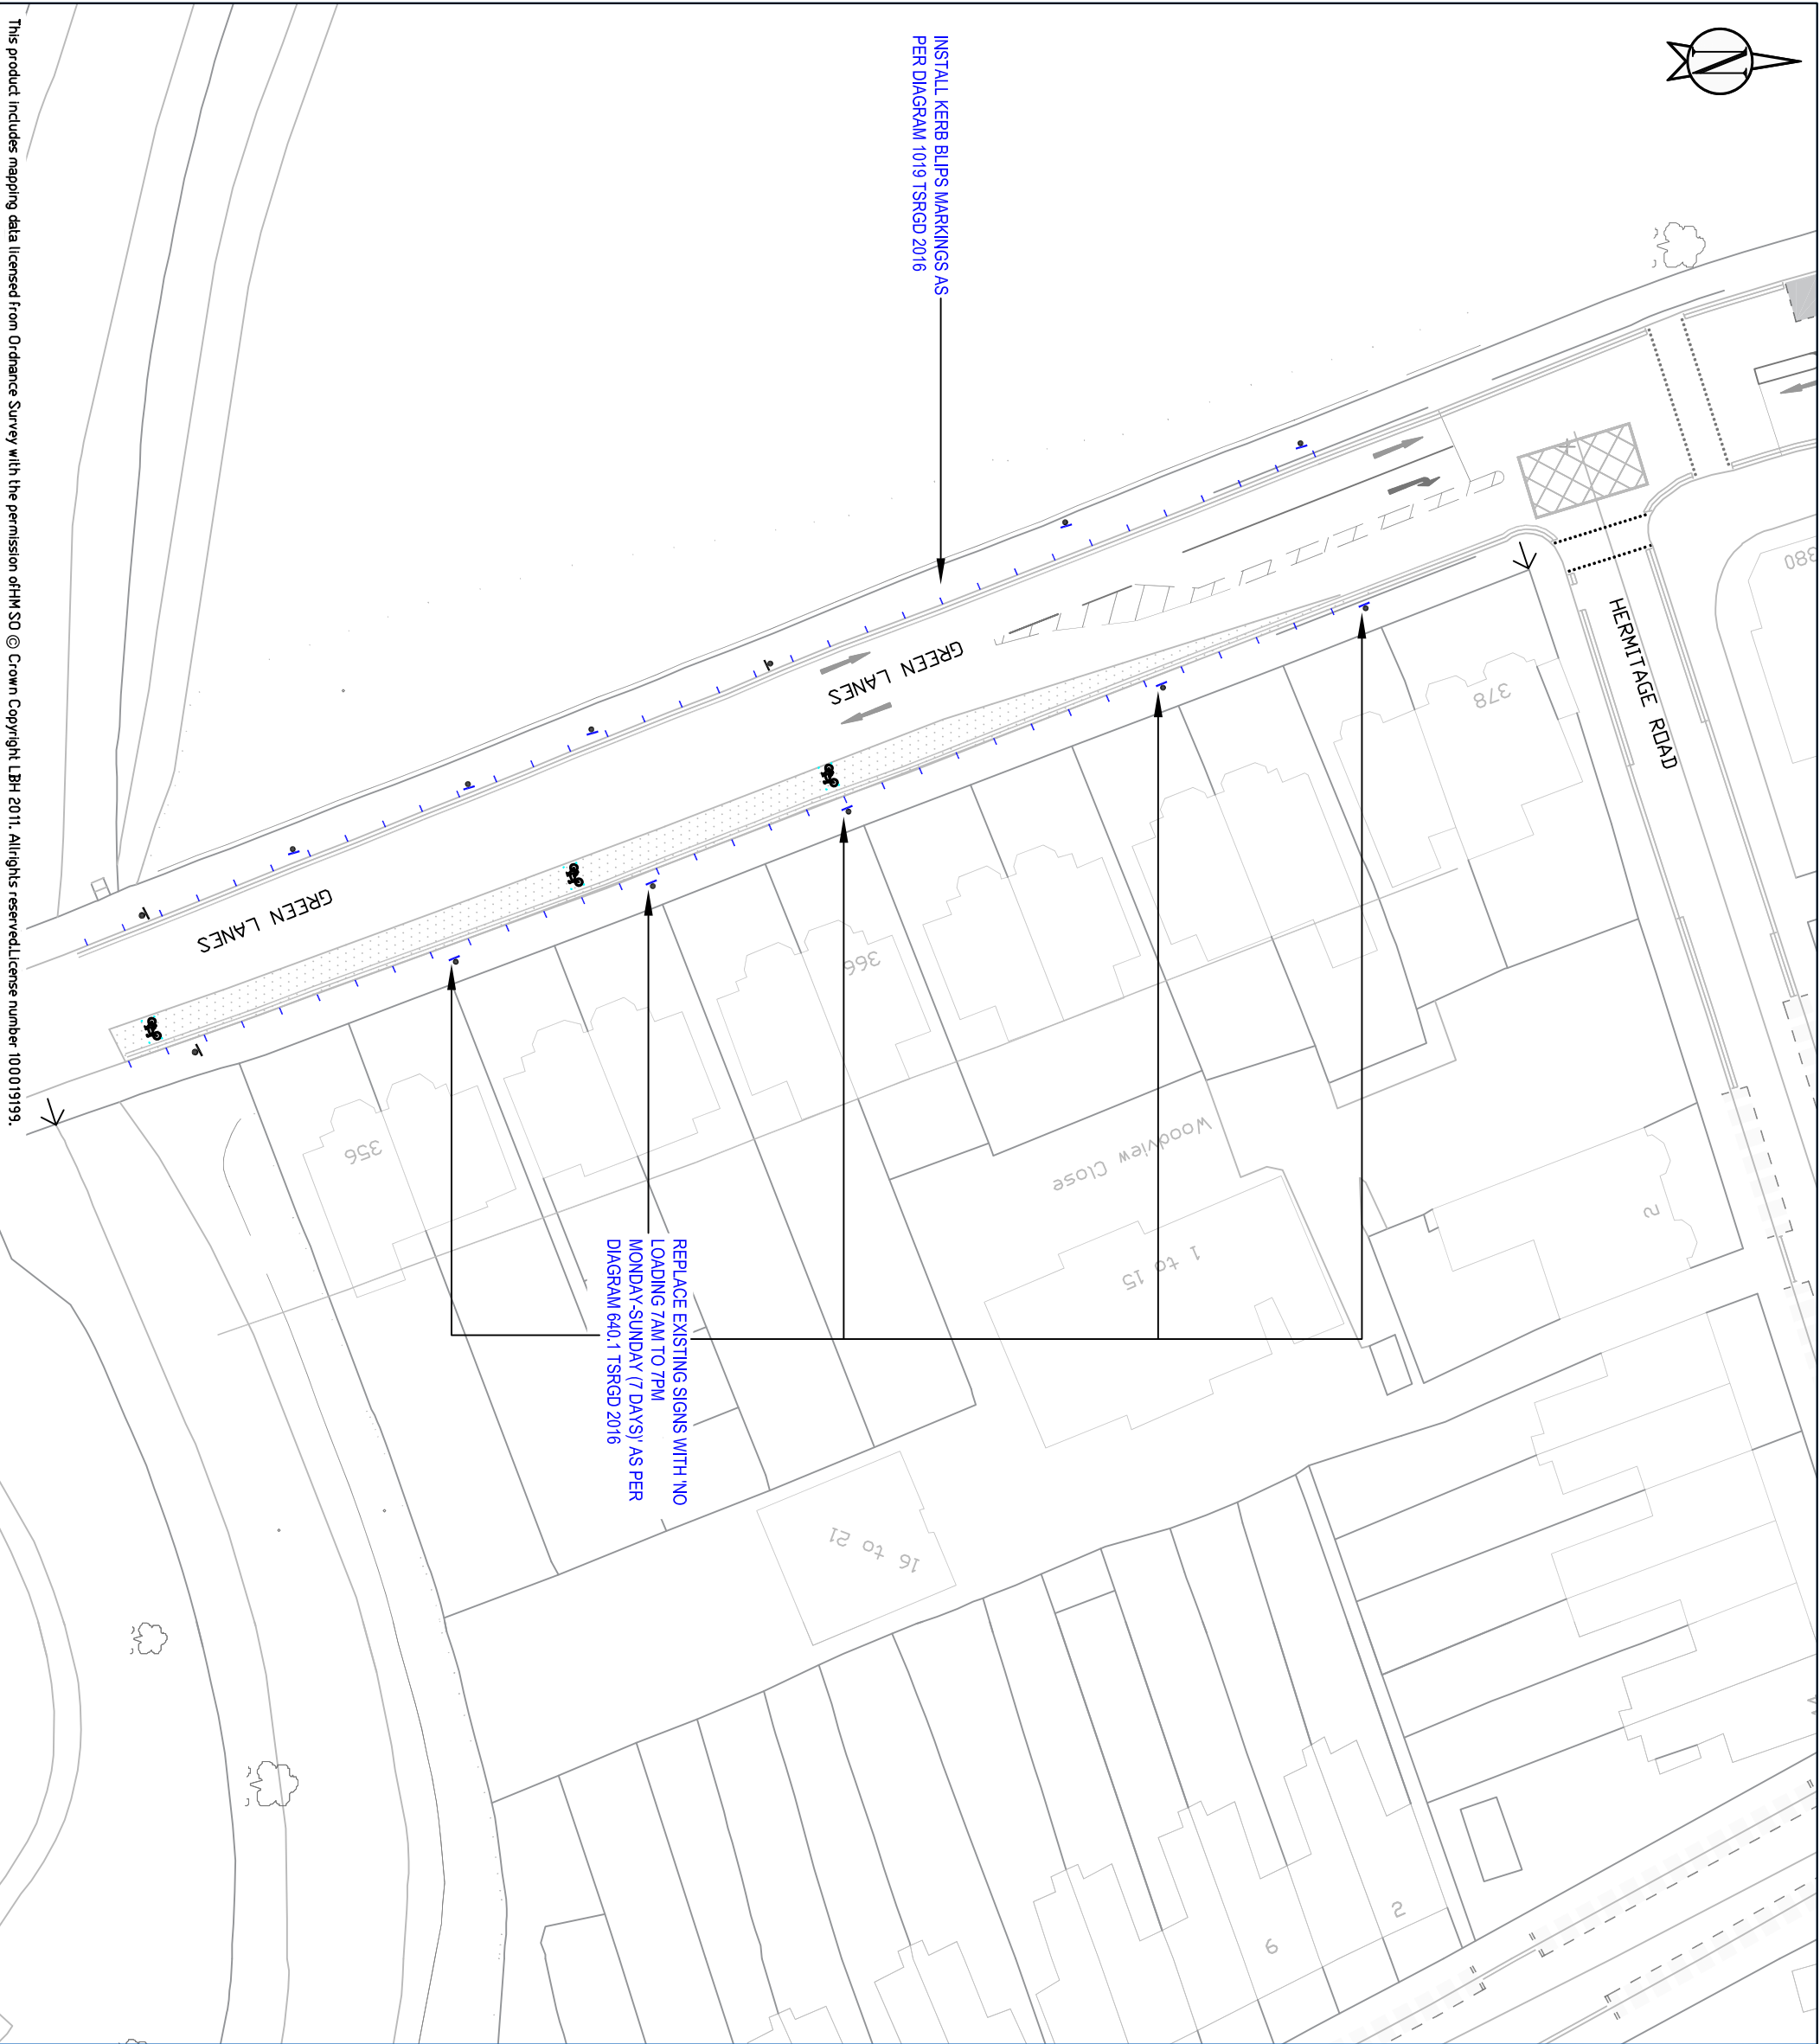 N
INSTALL KERB BLIPS MARKINGS AS
PER DIAGRAM 1019 TSRGD 2016
HERMITAGE ROAD
380
378
GREEN LANES
GREEN LANES
366
356
Woodview Close
1 to 15
2
REPLACE EXISTING SIGNS WITH 'NO
LOADING 7AM TO 7PM
MONDAY-SUNDAY (7 DAYS)' AS PER
DIAGRAM 640.1 TSRGD 2016
16 to 21
This product includes mapping data licensed from Ordnance Survey with the permission of HMSO © Crown Copyright LBH 2011. All rights reserved. License number 100019199.